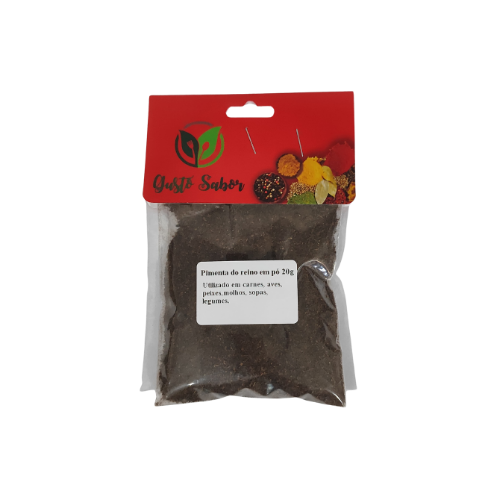 Gusto Sabor
Pimenta do reino em pó 20g
Utilizado em carnes, aves,
peixes, molhos, sopas,
legumes.